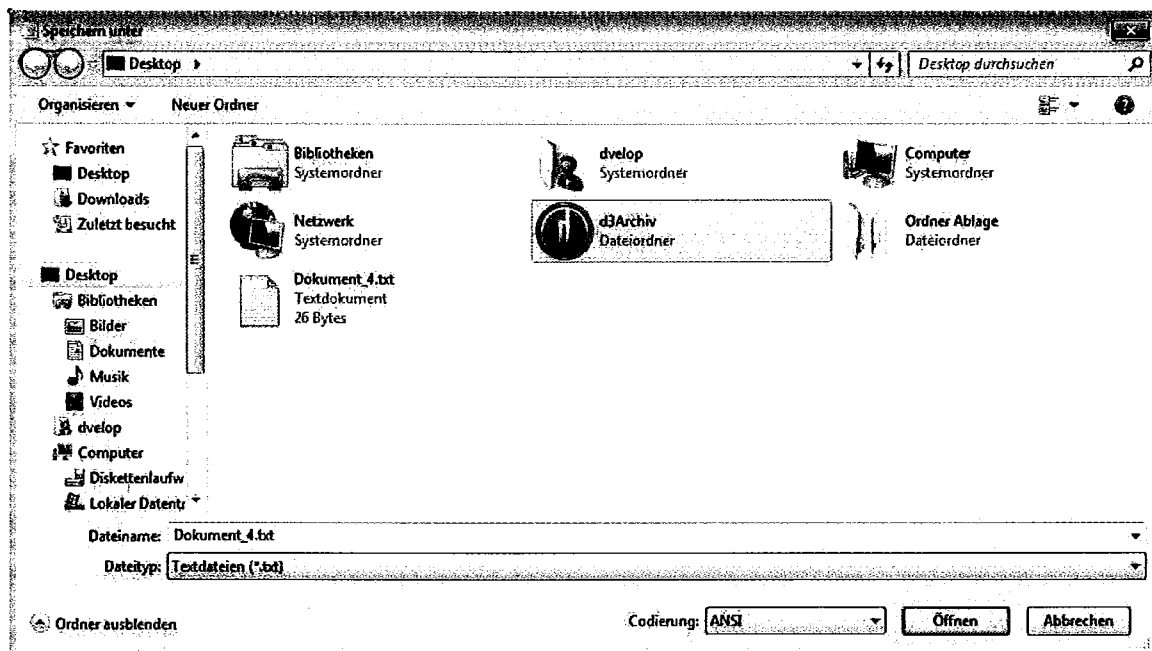 Speichern unter
Desktop
Desktop durchsuchen
Organisieren
Neuer Ordner
Favoriten
Desktop
Downloads
Zuletzt besucht
Desktop
Bibliotheken
Bilder
Dokumente
Musik
Videos
dvelop
Computer
Diskettenlaufw
Lokaler Datentr
Bibliotheken
Systemordner
dvelop
Systemordner
Computer
Systemordner
Netzwerk
Systemordner
d3Archiv
Dateiordner
Ordner Ablage
Dateiordner
Dokument_4.txt
Textdokument
26 Bytes
Dateiname: Dokument_4.txt
Dateityp: Textdateien (*.txt)
Ordner ausblenden
Codierung: ANSI
Öffnen
Abbrechen